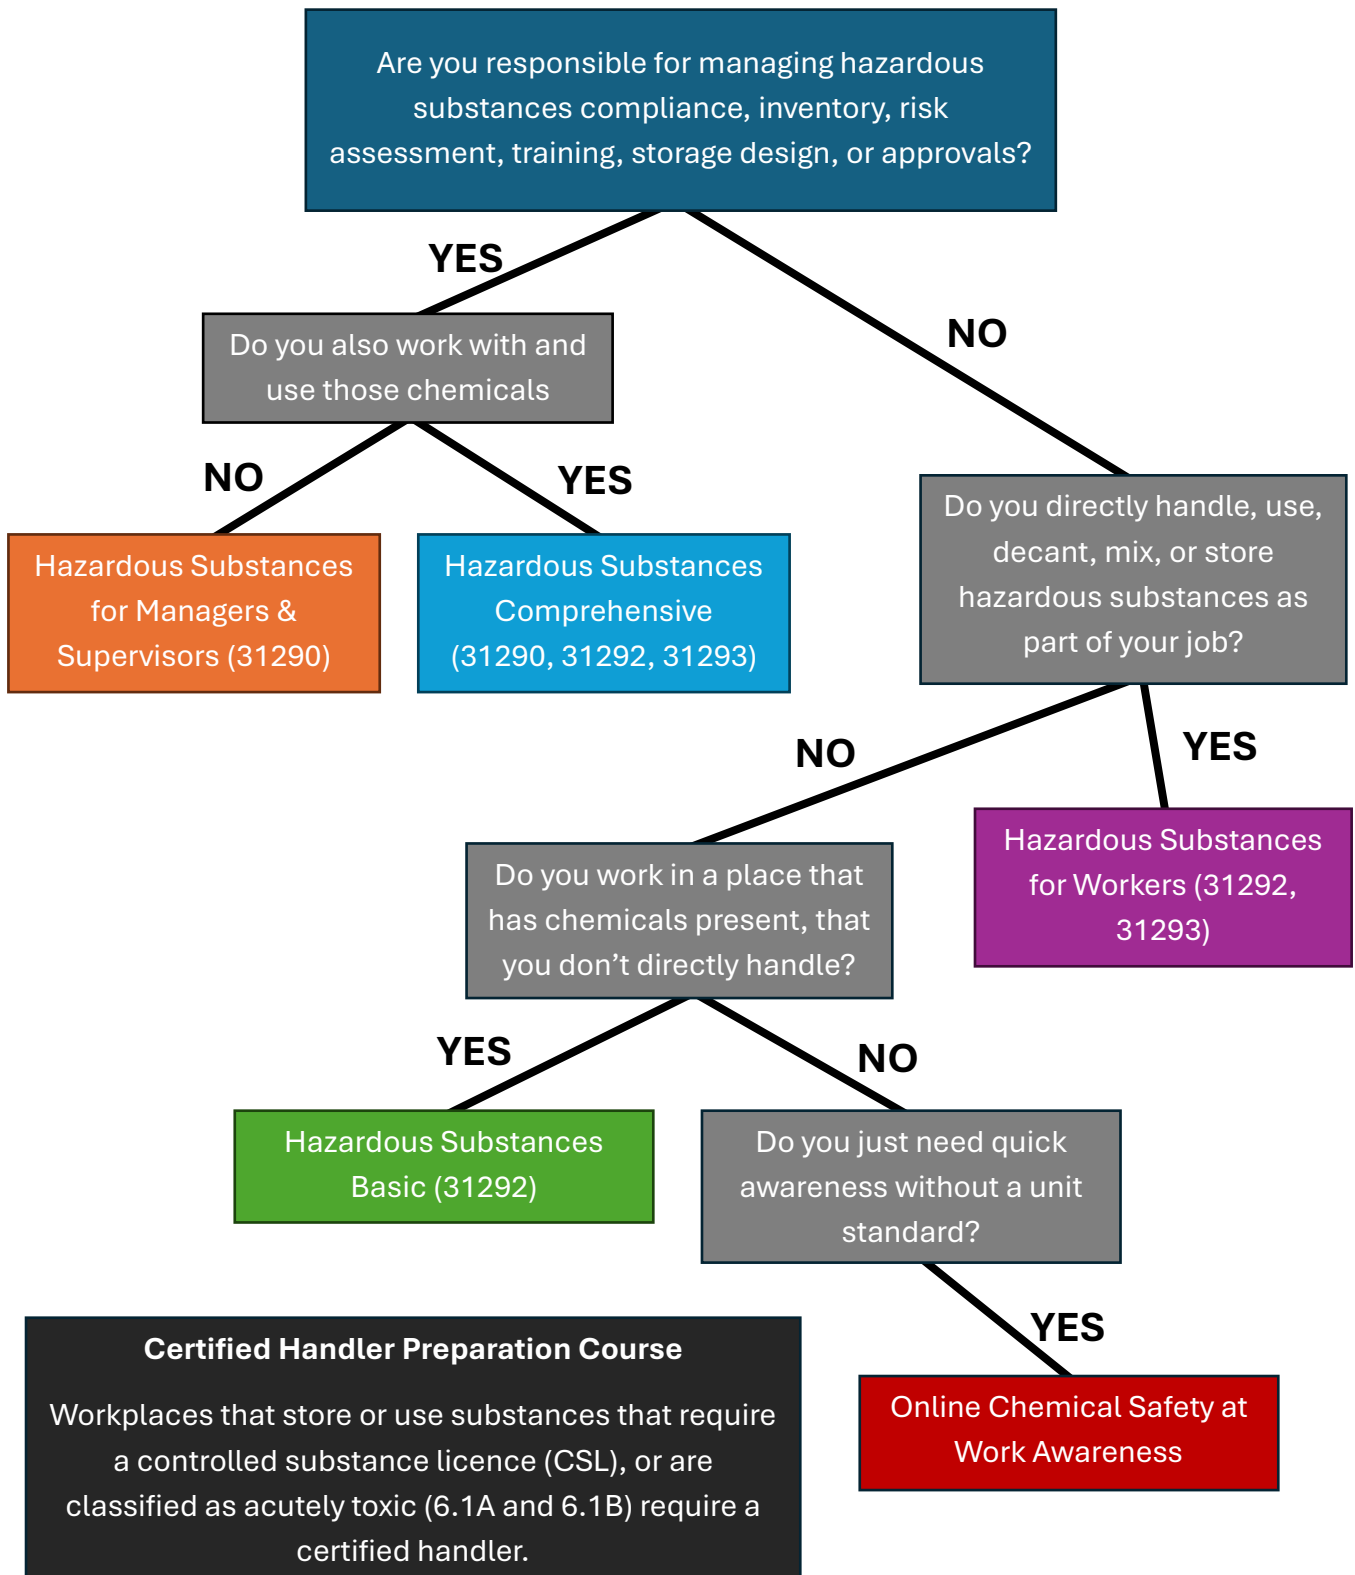 Are you responsible for managing hazardous
substances compliance, inventory, risk
assessment, training, storage design, or approvals?
YES
NO
Do you also work with and
use those chemicals
NO
YES
Do you directly handle, use,
decant, mix, or store
hazardous substances as
part of your job?
Hazardous Substances
for Managers &
Supervisors (31290)
Hazardous Substances
Comprehensive
(31290, 31292, 31293)
NO
YES
Hazardous Substances
for Workers (31292,
31293)
Do you work in a place that
has chemicals present, that
you don’t directly handle?
YES
NO
Hazardous Substances
Basic (31292)
Do you just need quick
awareness without a unit
standard?
YES
Online Chemical Safety at
Work Awareness
Certified Handler Preparation Course
Workplaces that store or use substances that require
a controlled substance licence (CSL), or are
classified as acutely toxic (6.1A and 6.1B) require a
certified handler.